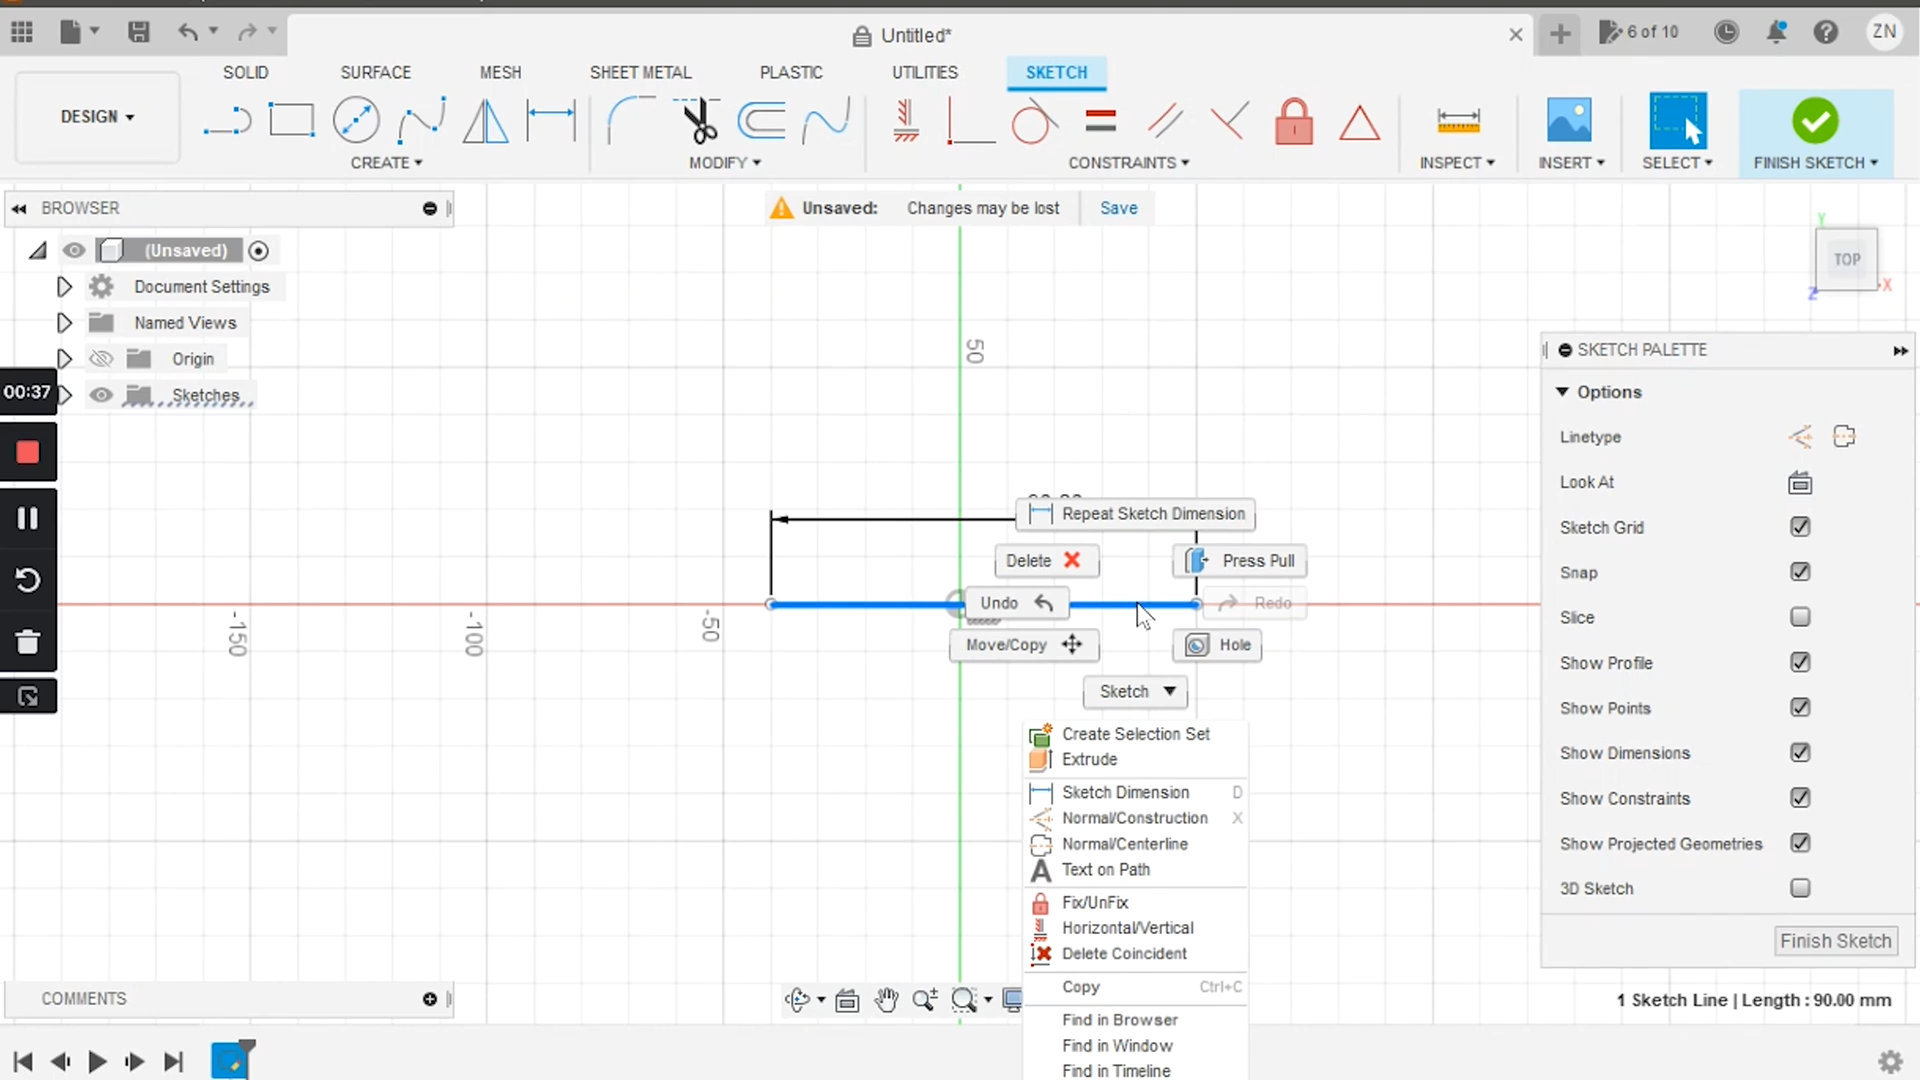 Untitled*
6 of 10
ZN
DESIGN
SOLID
SURFACE
MESH
SHEET METAL
PLASTIC
UTILITIES
SKETCH
CREATE
MODIFY
CONSTRAINTS
INSPECT
INSERT
SELECT
FINISH SKETCH
BROWSER
Unsaved: Changes may be lost Save
(Unsaved)
Document Settings
Named Views
Origin
Sketches
00:37
Y
TOP
X
Z
50
-150
-100
-50
Repeat Sketch Dimension
Delete
Press Pull
Undo
Redo
Move/Copy
Hole
Sketch
Create Selection Set
Extrude
Sketch Dimension D
Normal/Construction X
Normal/Centerline
Text on Path
Fix/UnFix
Horizontal/Vertical
Delete Coincident
Copy Ctrl+C
Find in Browser
Find in Window
Find in Timeline
SKETCH PALETTE
Options
Linetype
Look At
Sketch Grid
Snap
Slice
Show Profile
Show Points
Show Dimensions
Show Constraints
Show Projected Geometries
3D Sketch
Finish Sketch
COMMENTS
1 Sketch Line | Length : 90.00 mm